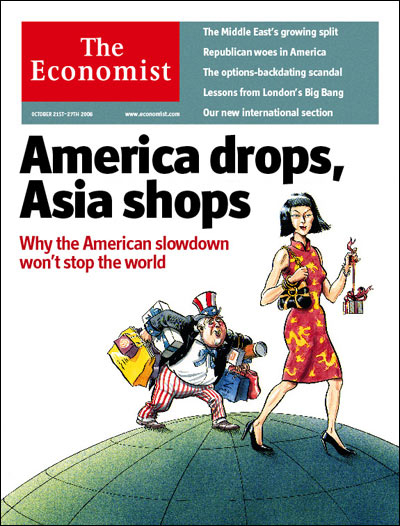 The
Economist
OCTOBER 21ST–27TH 2006
www.economist.com
The Middle East's growing split
Republican woes in America
The options-backdating scandal
Lessons from London's Big Bang
Our new international section
America drops,
Asia shops
Why the American slowdown
won't stop the world